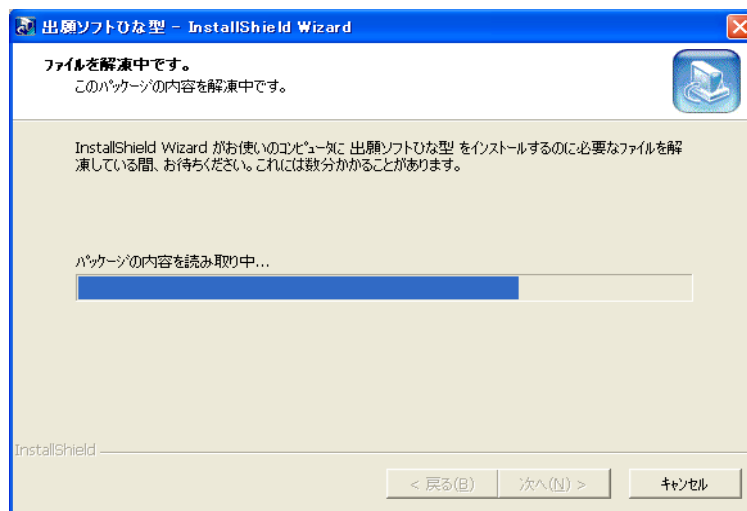 出願ソフトひな型 - InstallShield Wizard
ファイルを解凍中です。
このパッケージの内容を解凍中です。
InstallShield Wizard がお使いのコンピュータに 出願ソフトひな型 をインストールするのに必要なファイルを解
凍している間、お待ちください。これには数分かかることがあります。
パッケージの内容を読み取り中...
InstallShield
< 戻る(B) 次へ(N) > キャンセル